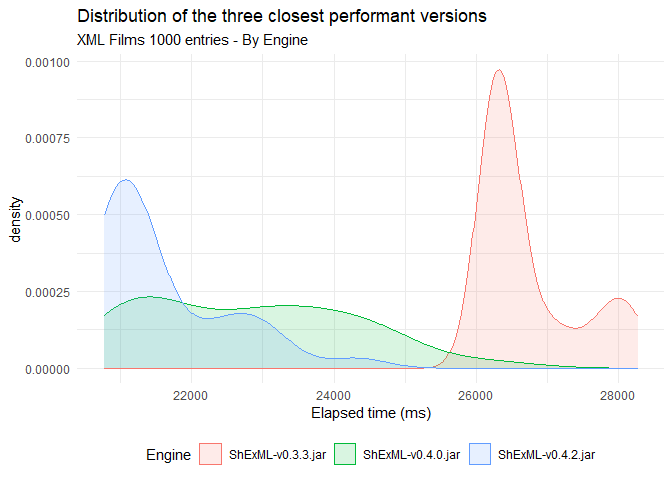 Distribution of the three closest performant versions
XML Films 1000 entries - By Engine
0.00100
0.00075
0.00050
0.00025
0.00000
density
22000 24000 26000 28000
Elapsed time (ms)
Engine ShExML-v0.3.3.jar ShExML-v0.4.0.jar ShExML-v0.4.2.jar